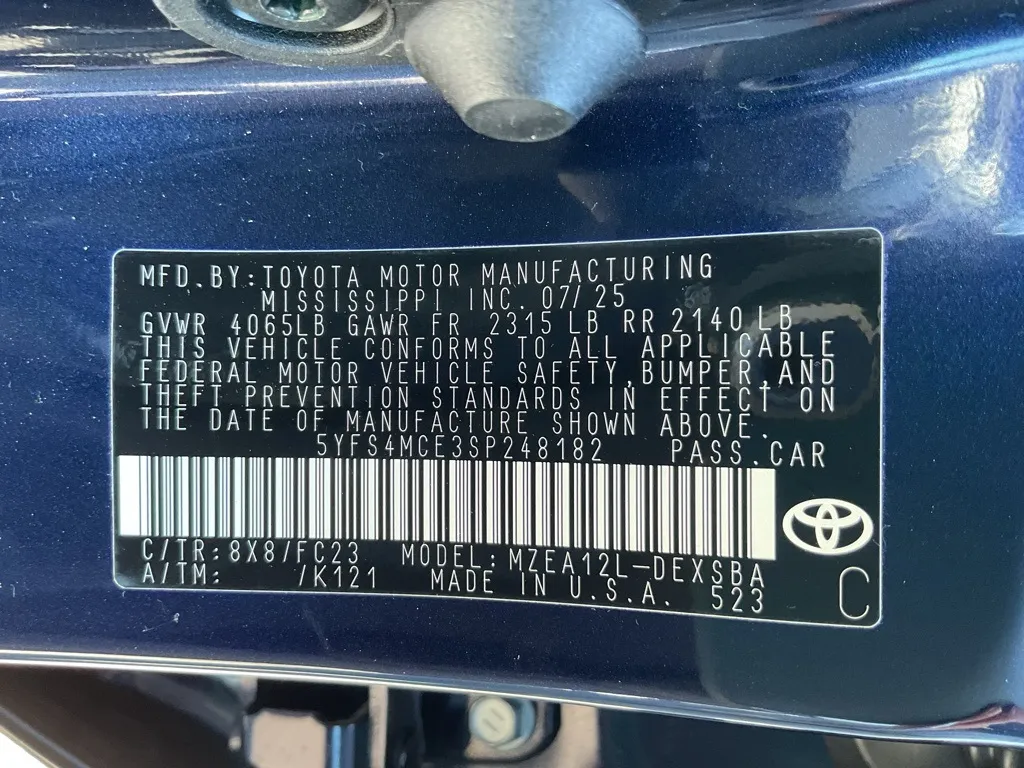 MFD.BY:TOYOTA MOTOR MANUFACTURING
MISSISSIPPI INC. 07/25
GVWR 4065LB GAWR FR 2315LB RR 2140LB
THIS VEHICLE CONFORMS TO ALL APPLICABLE
FEDERAL MOTOR VEHICLE SAFETY,BUMPER,AND
THEFT PREVENTION STANDARDS IN EFFECT ON
THE DATE OF MANUFACTURE SHOWN ABOVE.
5YFS4MCE3SP248182 PASS.CAR
C/TR:8X8/FC23 MODEL:MZEA12L-DEXSBA
A/TM: /K121 MADE IN U.S.A. 523
C